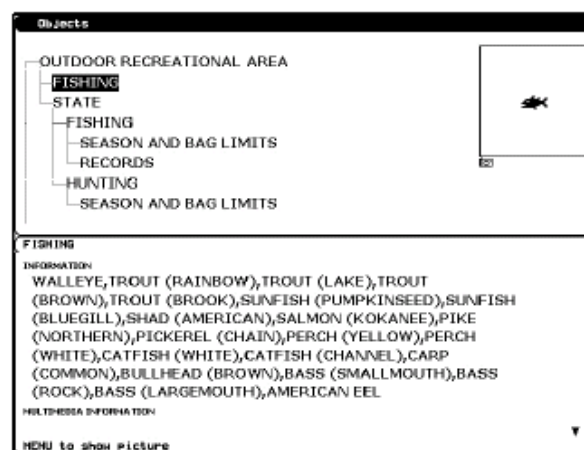 Objects
OUTDOOR RECREATIONAL AREA
FISHING
STATE
FISHING
SEASON AND BAG LIMITS
RECORDS
HUNTING
SEASON AND BAG LIMITS
FISHING
INFORMATION
WALLEYE,TROUT (RAINBOW),TROUT (LAKE),TROUT
(BROWN),TROUT (BROOK),SUNFISH (PUMPKINSEED),SUNFISH
(BLUEGILL),SHAD (AMERICAN),SALMON (KOKANEE),PIKE
(NORTHERN),PICKEREL (CHAIN),PERCH (YELLOW),PERCH
(WHITE),CATFISH (WHITE),CATFISH (CHANNEL),CARP
(COMMON),BULLHEAD (BROWN),BASS (SMALLMOUTH),BASS
(ROCK),BASS (LARGEMOUTH),AMERICAN EEL
MULTIMEDIA INFORMATION
MENU to show picture